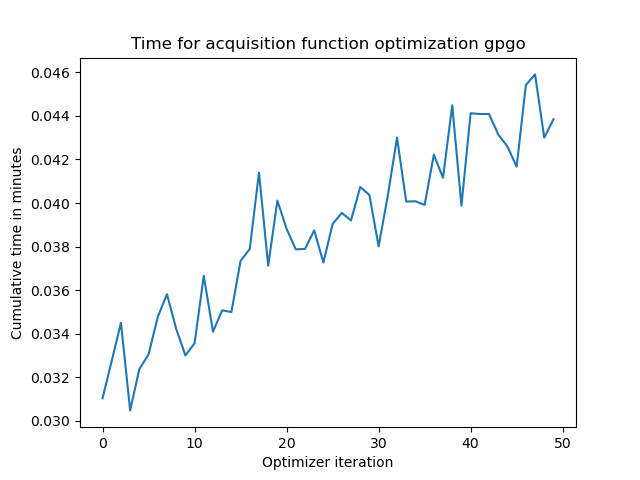 Time for acquisition function optimization gpgo
Cumulative time in minutes
0.046
0.044
0.042
0.040
0.038
0.036
0.034
0.032
0.030
0 10 20 30 40 50
Optimizer iteration